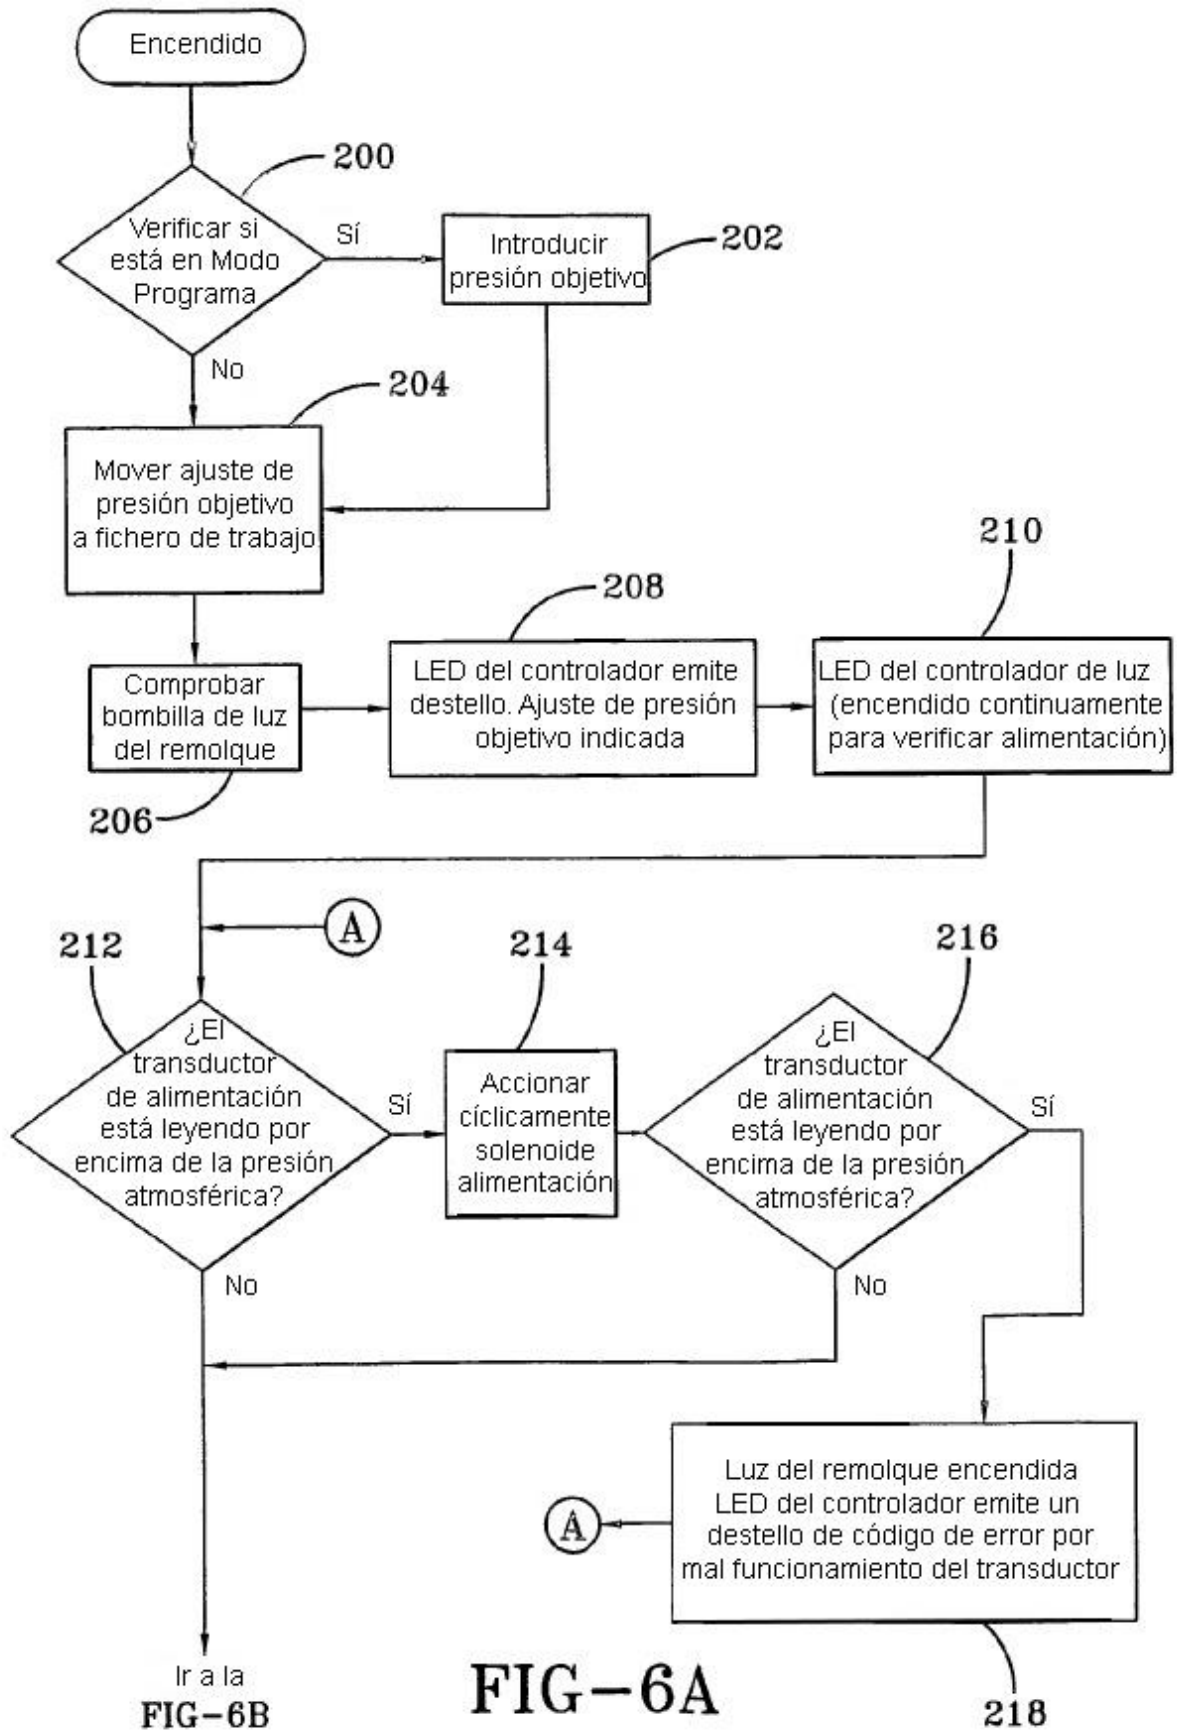 Encendido
200
Verificar si
está en Modo
Programa
Sí
Introducir
presión objetivo
202
No
204
Mover ajuste de
presión objetivo
a fichero de trabajo
Comprobar
bombilla de luz
del remolque
206
208
LED del controlador emite
destello. Ajuste de presión
objetivo indicada
210
LED del controlador de luz
(encendido continuamente
para verificar alimentación)
A
212
¿El
transductor
de alimentación
está leyendo por
encima de la presión
atmosférica?
Sí
No
214
Accionar
cíclicamente
solenoide
alimentación
216
¿El
transductor
de alimentación
está leyendo por
encima de la presión
atmosférica?
Sí
No
Luz del remolque encendida
LED del controlador emite un
destello de código de error por
mal funcionamiento del transductor
218
A
Ir a la
FIG-6B
FIG-6A